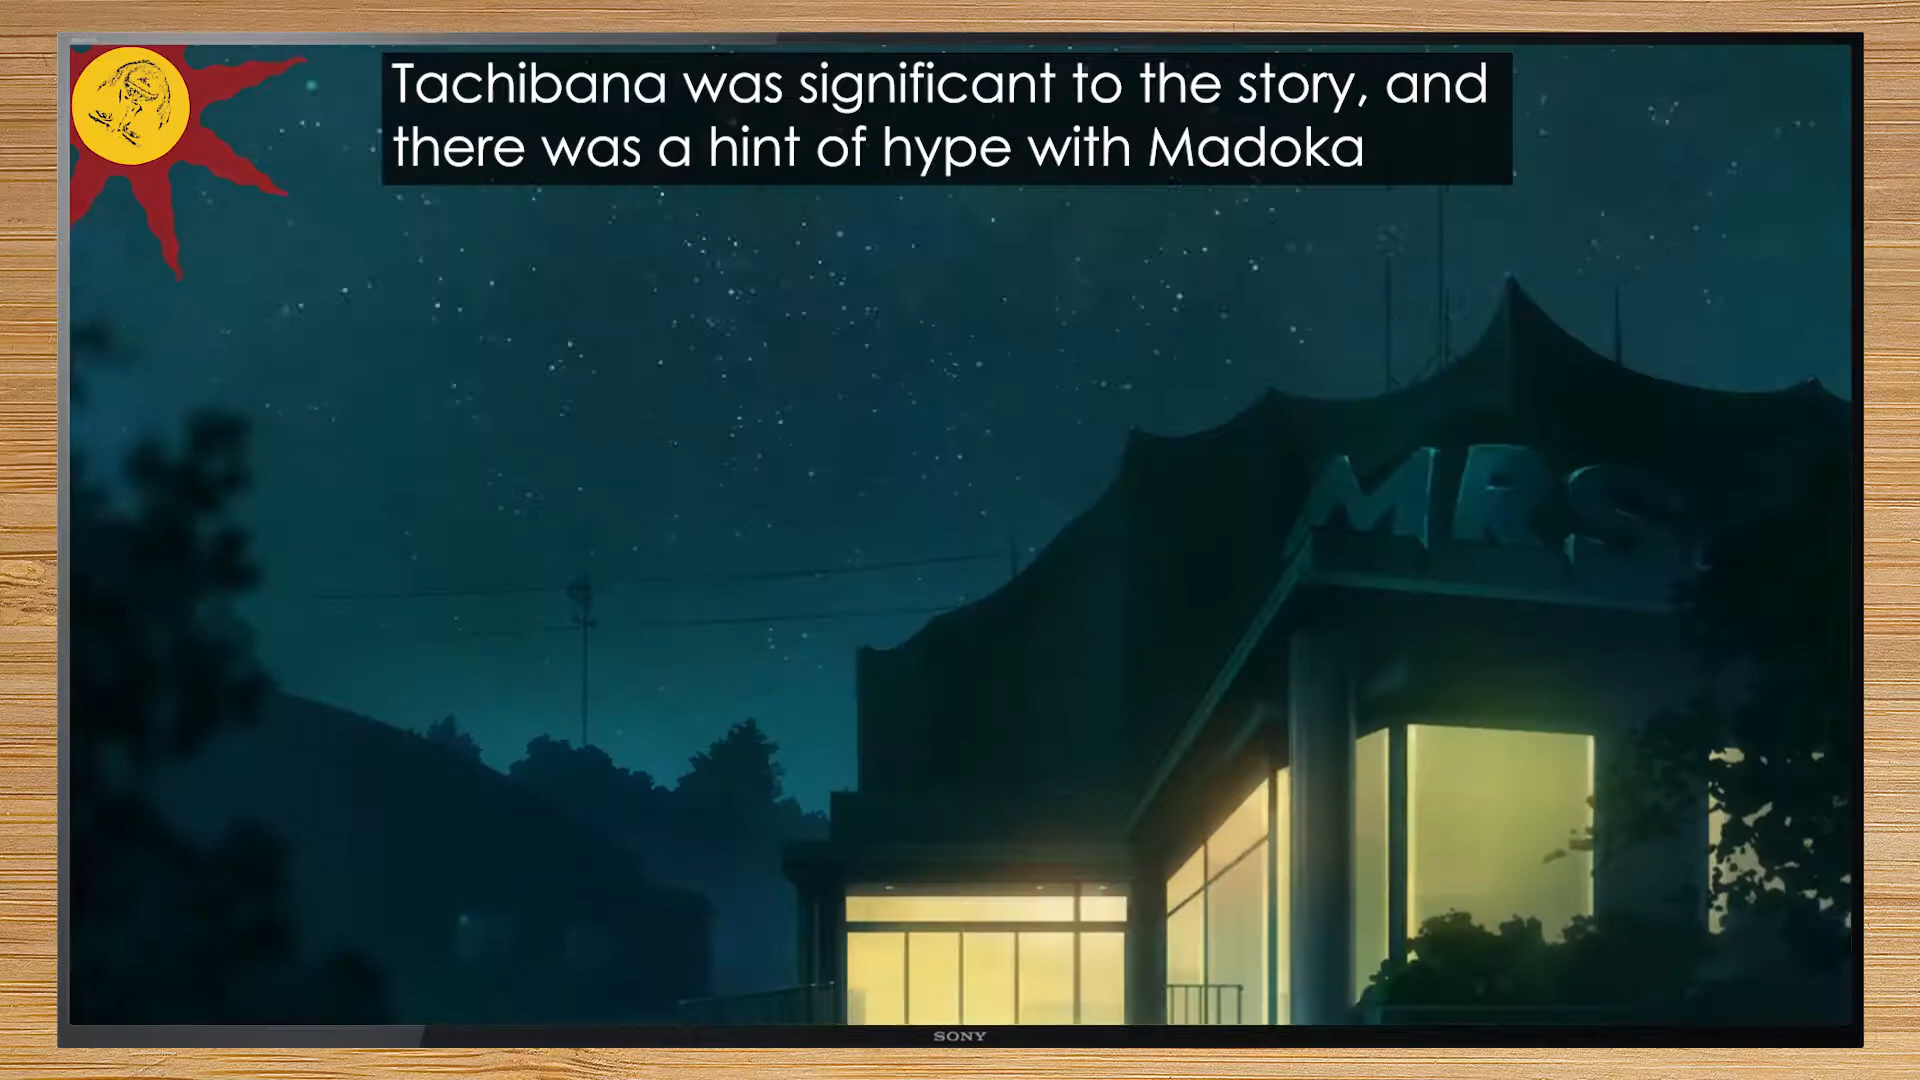 Tachibana was significant to the story, and
there was a hint of hype with Madoka
MRS
SONY